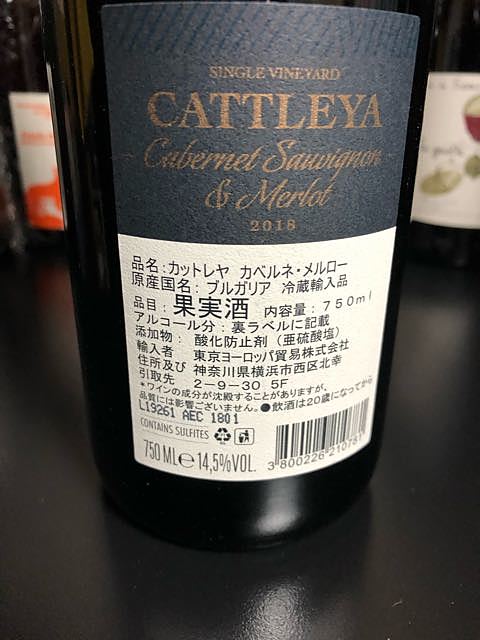 SINGLE VINEYARD
CATTLEYA
Cabernet Sauvignon
& Merlot
2018
品名：カットレヤ カベルネ・メルロー
原産国名：ブルガリア 冷蔵輸入品
品目：果実酒 内容量：750ml
アルコール分：裏ラベルに記載
添加物： 酸化防止剤（亜硫酸塩）
輸入者 東京ヨーロッパ貿易株式会社
住所及び 神奈川県横浜市西区北幸
引取先 2－9－30 5F
*ワインの成分が沈殿することがありますが、
品質には影響ございません。●飲酒は20歳になってから
L19261 AEC 1801
CONTAINS SULFITES
750 ML e 14,5%VOL.
3 800226 210781